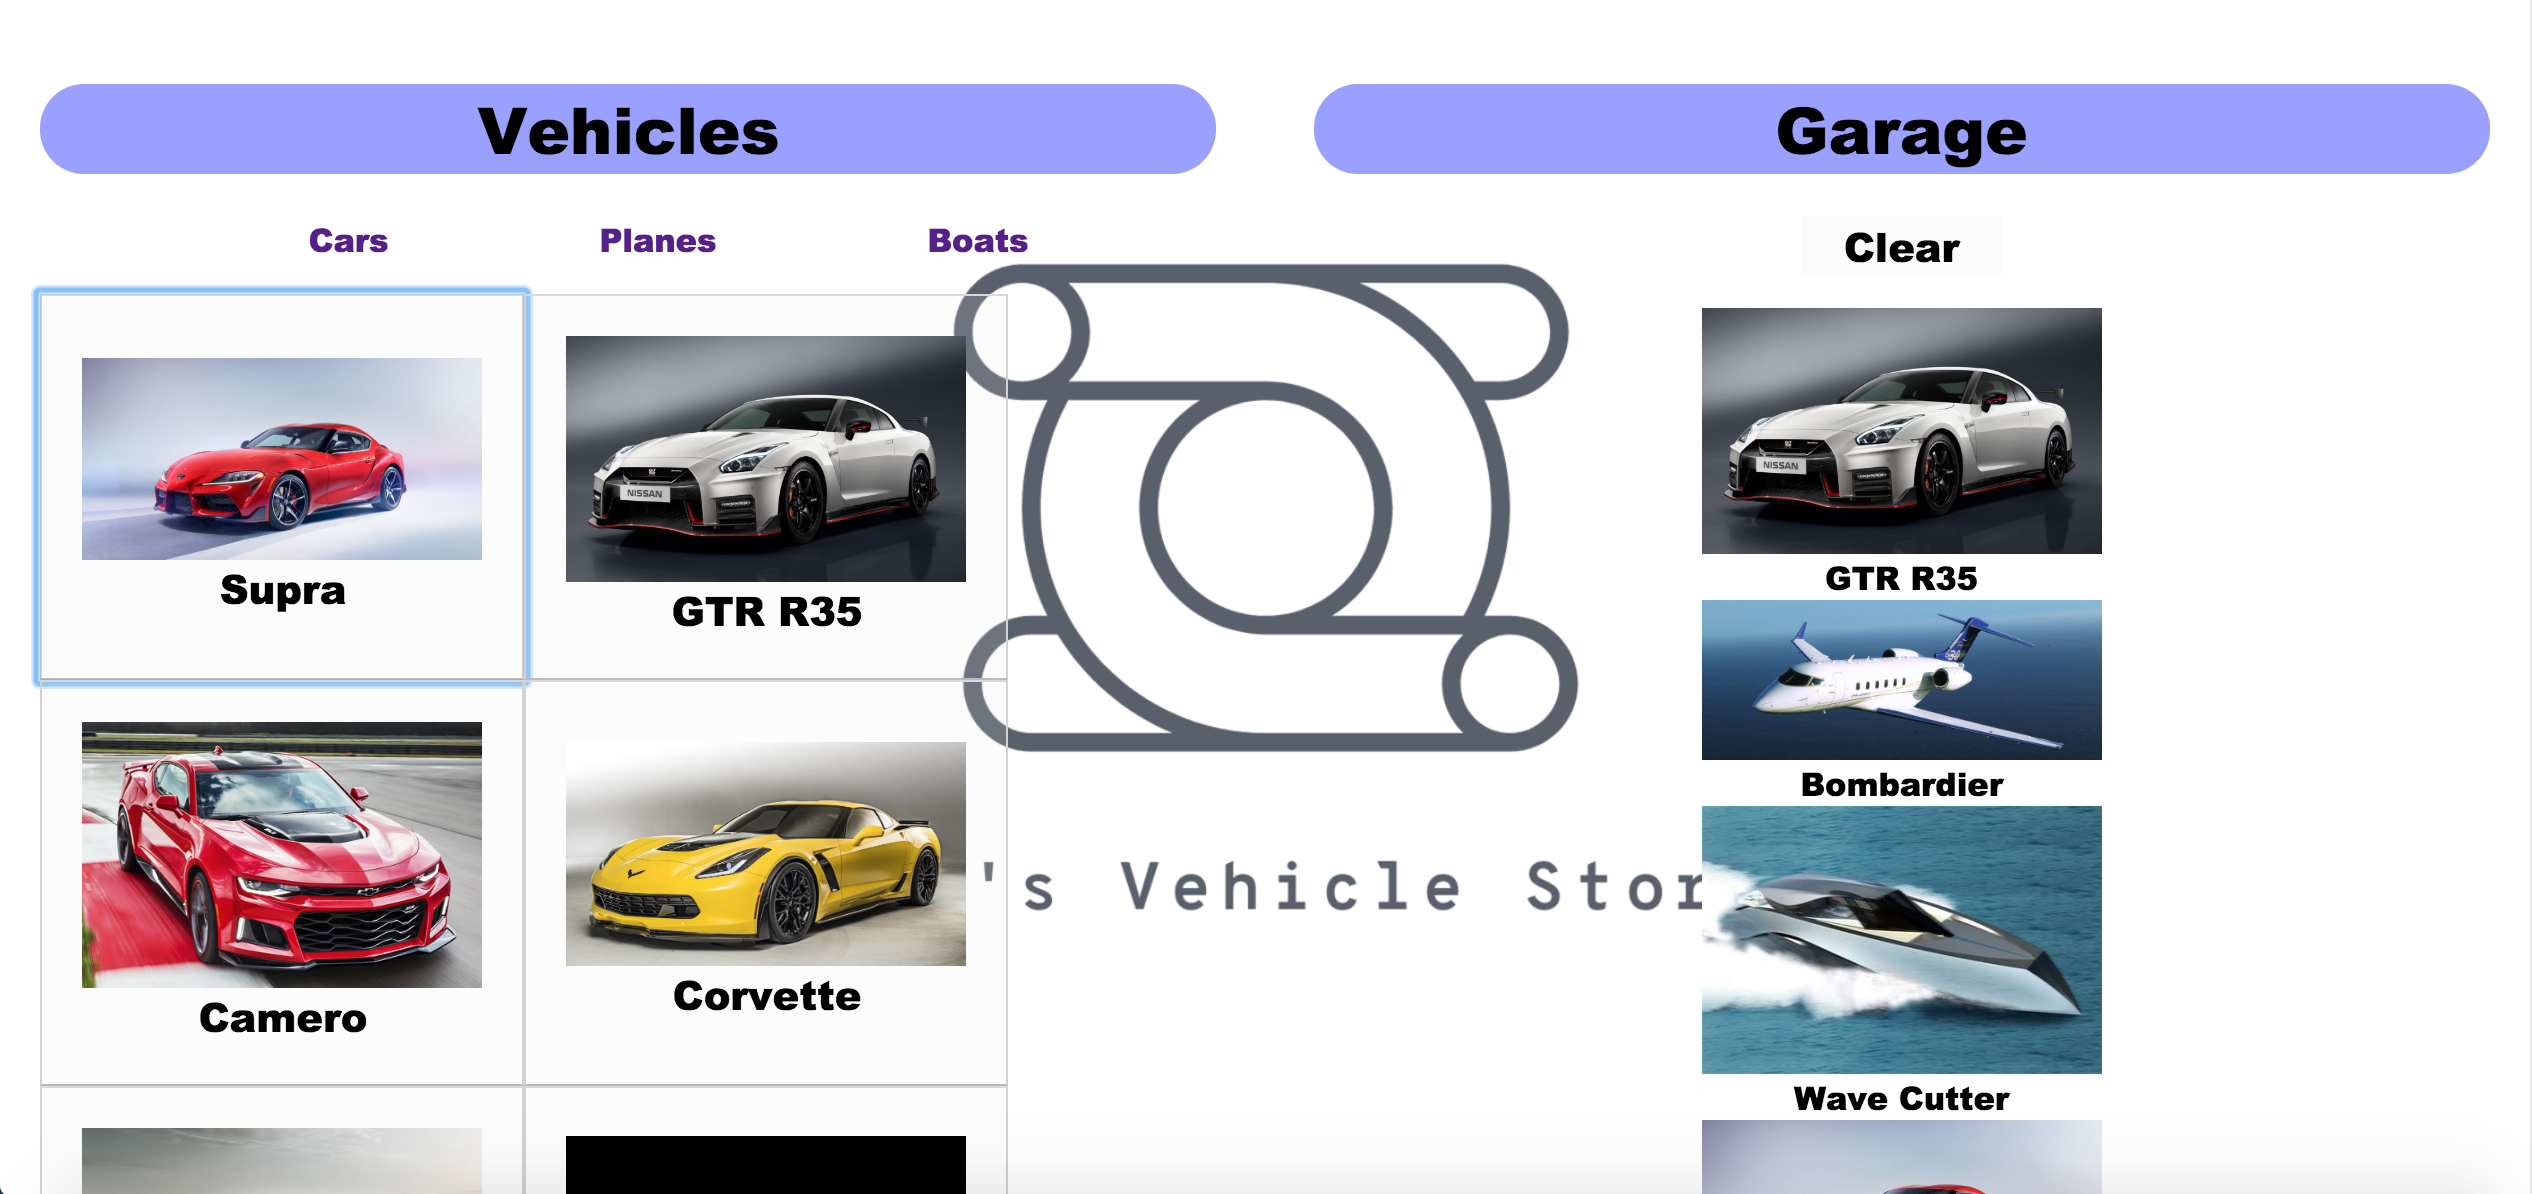 Vehicles
Garage
Cars Planes Boats
Clear
Supra
GTR R35
NISSAN
Camero
Corvette
's Vehicle Stor
NISSAN
GTR R35
Bombardier
Wave Cutter